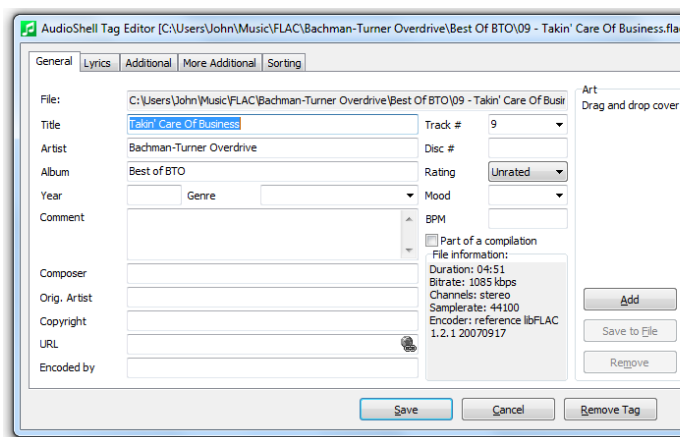 AudioShell Tag Editor [C:\Users\John\Music\FLAC\Bachman-Turner Overdrive\Best Of BTO\09 - Takin' Care Of Business.flac
General Lyrics Additional More Additional Sorting
File: C:\Users\John\Music\FLAC\Bachman-Turner Overdrive\Best Of BTO\09 - Takin' Care Of Busir
Title Takin' Care Of Business Track # 9
Artist Bachman-Turner Overdrive Disc #
Album Best of BTO Rating Unrated
Year Genre Mood
Comment BPM
Part of a compilation
File information:
Duration: 04:51
Bitrate: 1085 kbps
Channels: stereo
Samplerate: 44100
Encoder: reference libFLAC
1.2.1 20070917
Composer
Orig. Artist
Copyright
URL
Encoded by
Art
Drag and drop cover
Add
Save to File
Remove
Save Cancel Remove Tag